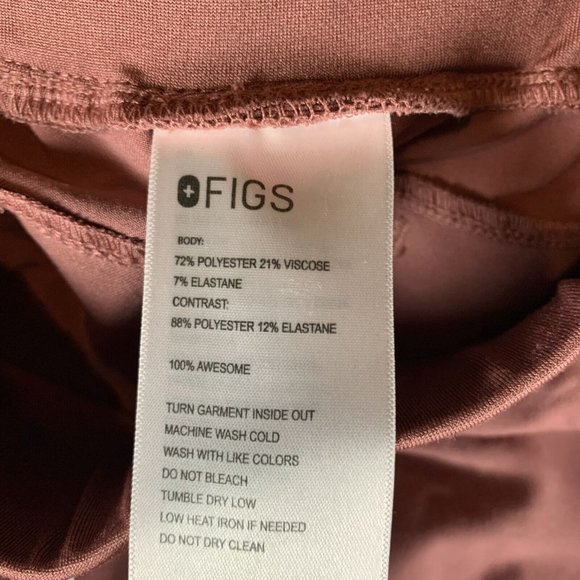 FIGS
BODY:
72% POLYESTER 21% VISCOSE
7% ELASTANE
CONTRAST:
88% POLYESTER 12% ELASTANE
100% AWESOME
TURN GARMENT INSIDE OUT
MACHINE WASH COLD
WASH WITH LIKE COLORS
DO NOT BLEACH
TUMBLE DRY LOW
LOW HEAT IRON IF NEEDED
DO NOT DRY CLEAN